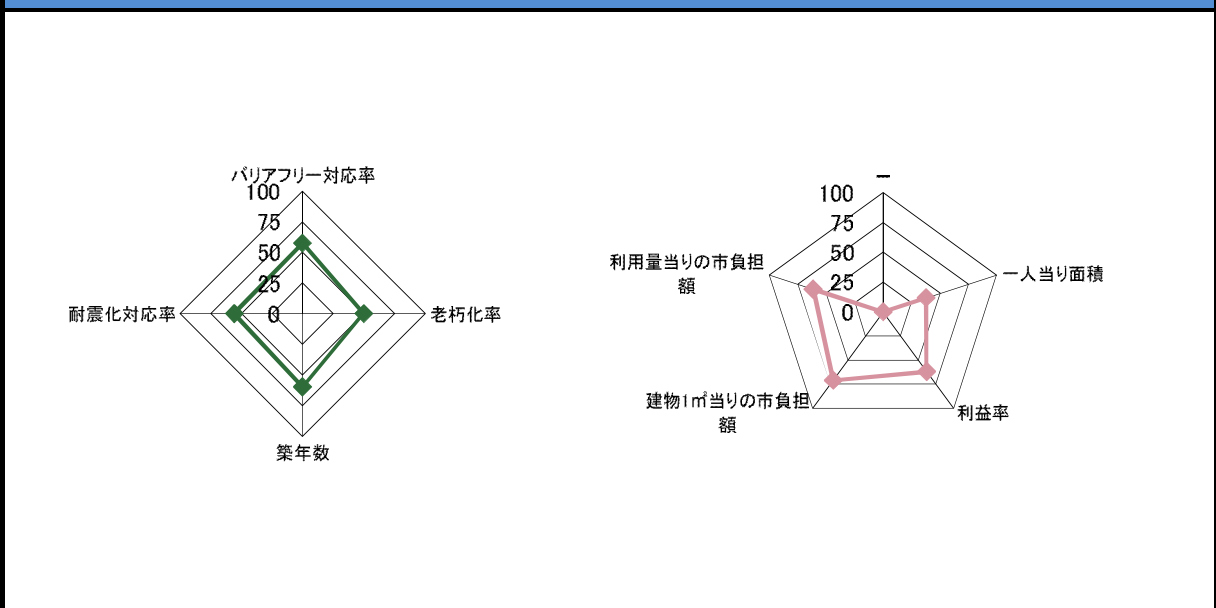 バリアフリー対応率
100
75
50
25
0
耐震化対応率
老朽化率
築年数
－
100
75
50
25
0
利用量当りの市負担
額
一人当り面積
建物1㎡当りの市負担
額
利益率